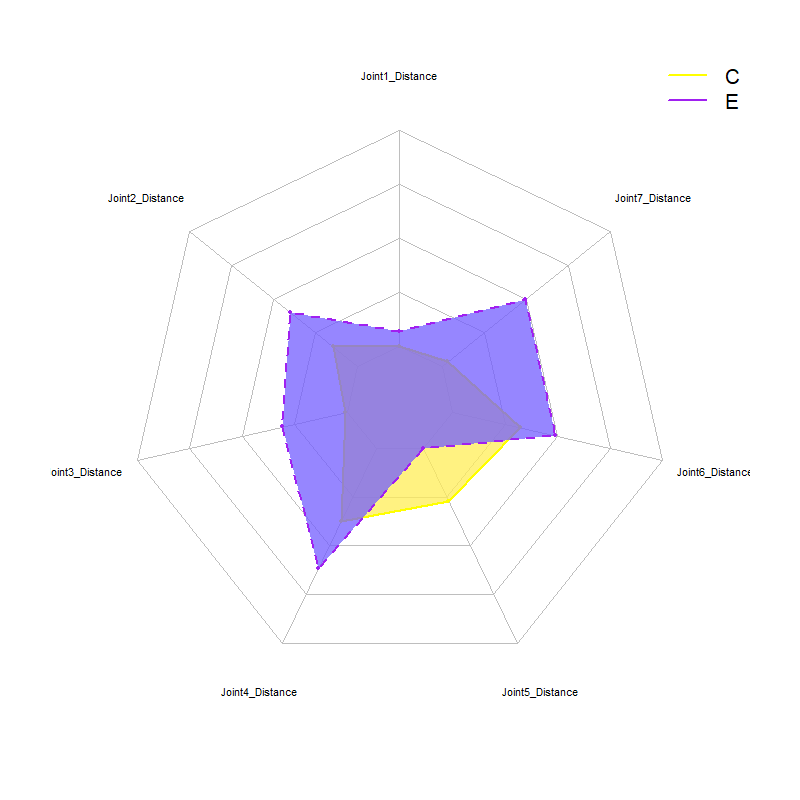 Joint1_Distance
C
E
Joint2_Distance
Joint7_Distance
oint3_Distance
Joint6_Distance
Joint4_Distance
Joint5_Distance